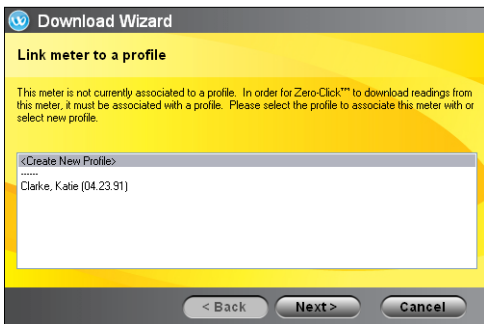 Download Wizard
Link meter to a profile
This meter is not currently associated to a profile. In order for Zero-Click™ to download readings from
this meter, it must be associated with a profile. Please select the profile to associate this meter with or
select new profile.
<Create New Profile>
------
Clarke, Katie (04.23.91)
< Back Next > Cancel